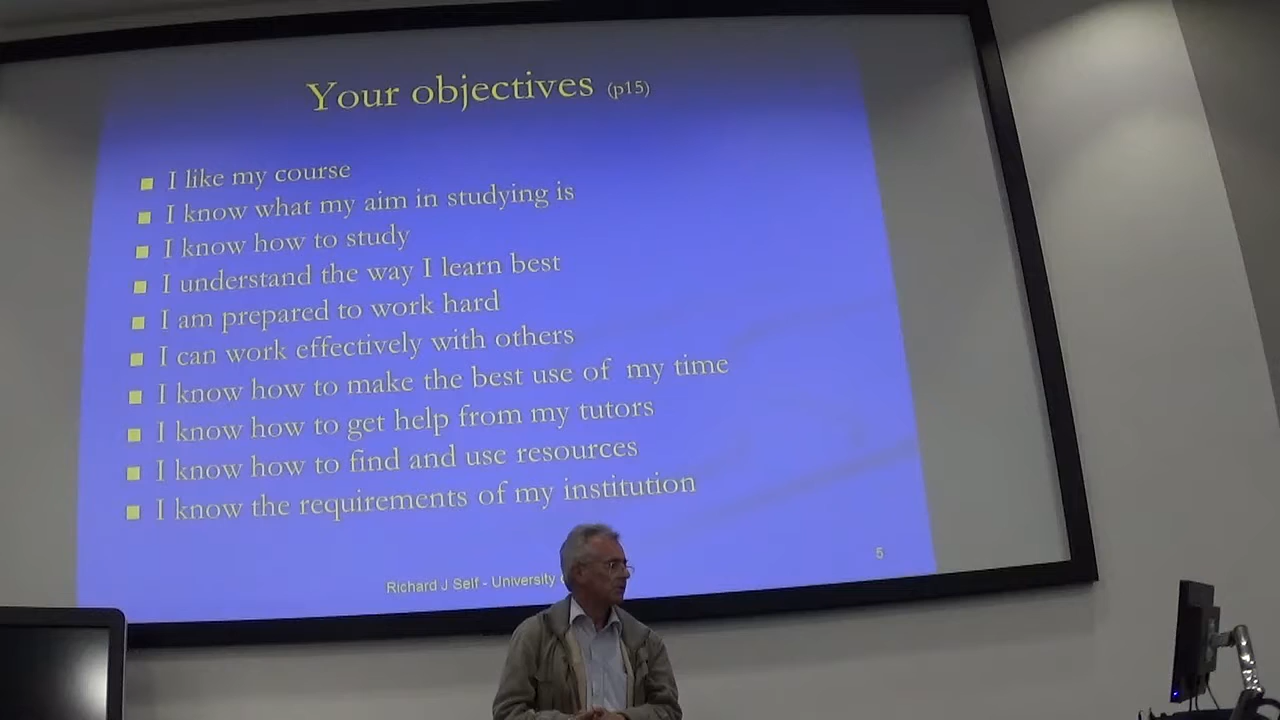 Your objectives (p15)
I like my course
I know what my aim in studying is
I know how to study
I understand the way I learn best
I am prepared to work hard
I can work effectively with others
I know how to make the best use of my time
I know how to get help from my tutors
I know how to find and use resources
I know the requirements of my institution
Richard J Self - University
5